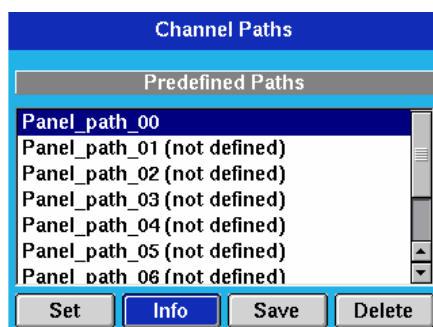 Channel Paths
Predefined Paths
Panel_path_00
Panel_path_01 (not defined)
Panel_path_02 (not defined)
Panel_path_03 (not defined)
Panel_path_04 (not defined)
Panel_path_05 (not defined)
Panel_path_06 (not defined)
Set Info Save Delete